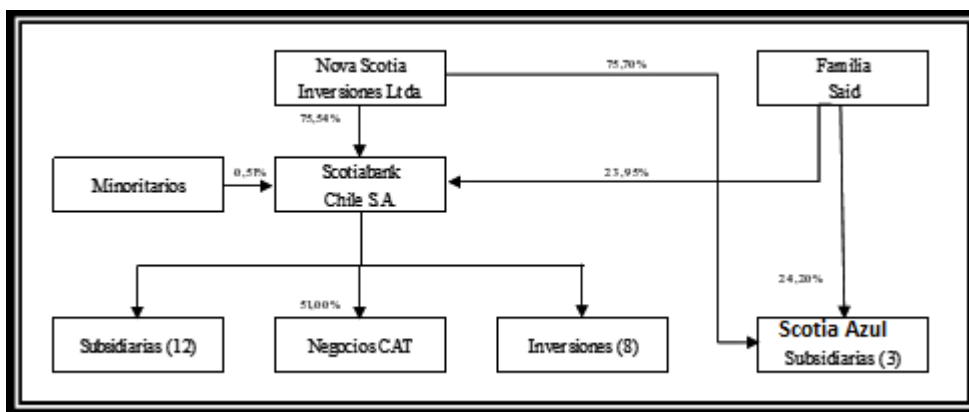 Nova Scotia
Inversiones Ltda
75,70%
Familia
Said
75,54%
Minoritarios
0,51%
Scotiabank
Chile S.A.
23,95%
51,00%
24,20%
Subsidiarias (12)
Negocios CAT
Inversiones (8)
Scotia Azul
Subsidiarias (3)